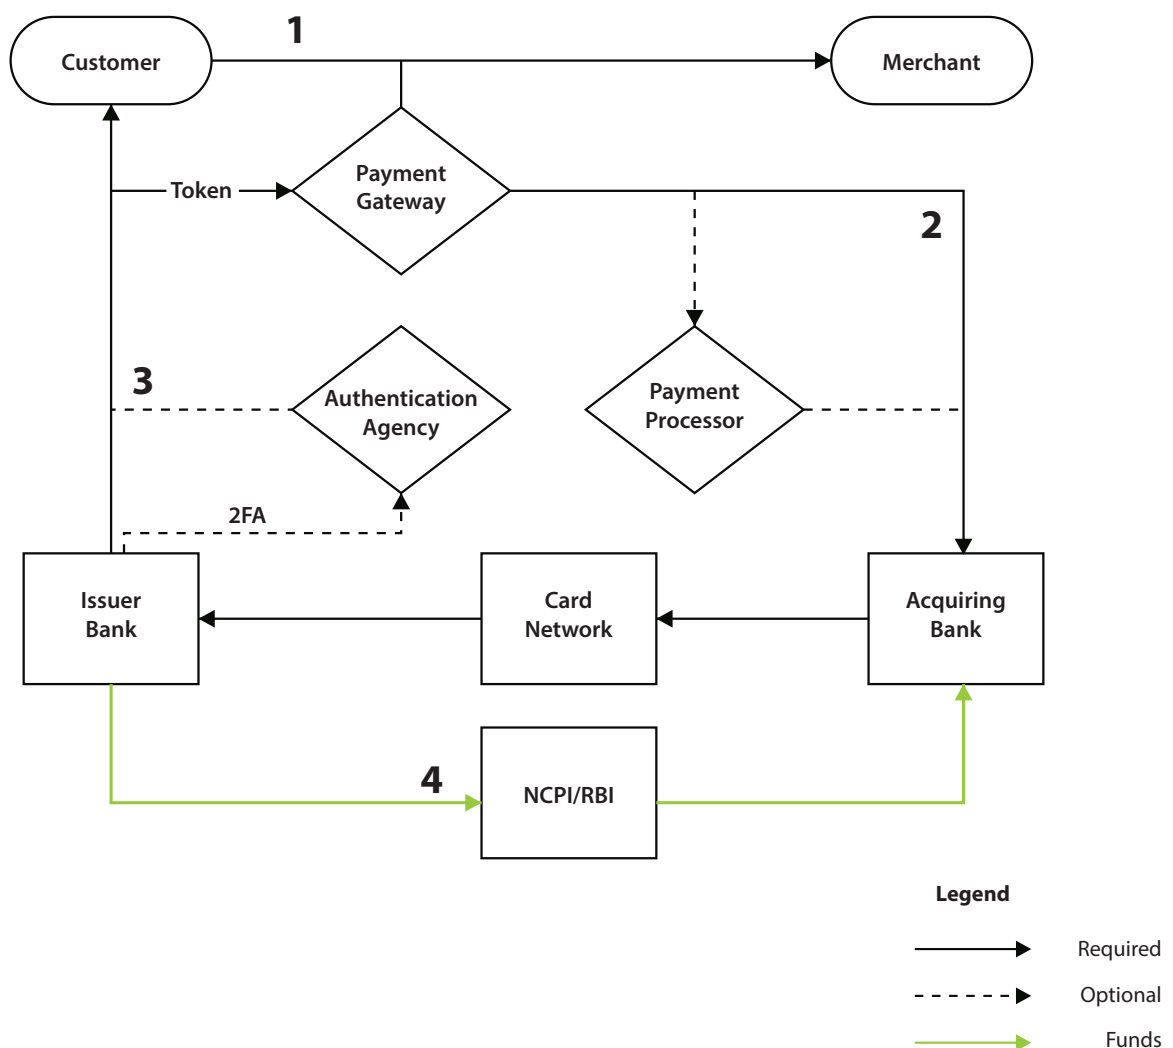 1
Customer
Merchant
Payment
Gateway
Token
2
3
Authentication
Agency
Payment
Processor
2FA
Issuer
Bank
Card
Network
Acquiring
Bank
4
NCPI/RBI
Legend
Required
Optional
Funds